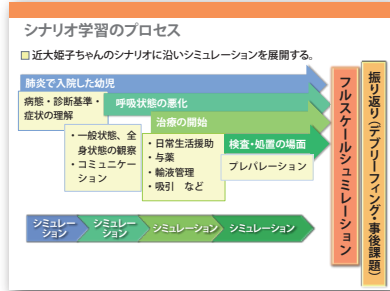 シナリオ学習のプロセス
□近大姫子ちゃんのシナリオに沿いシミュレーションを展開する。
肺炎で入院した幼児
病態・診断基準・
症状の理解
呼吸状態の悪化
・一般状態、全
身状態の観察
・コミュニケー
ション
治療の開始
・日常生活援助
・与薬
・輸液管理
・吸引 など
検査・処置の場面
プレパレーション
シミュレー
ション
シミュレー
ション
シミュレーション
シミュレーション
フルスケールシュミレーション
振り返り(デブリーフィング・事後課題)